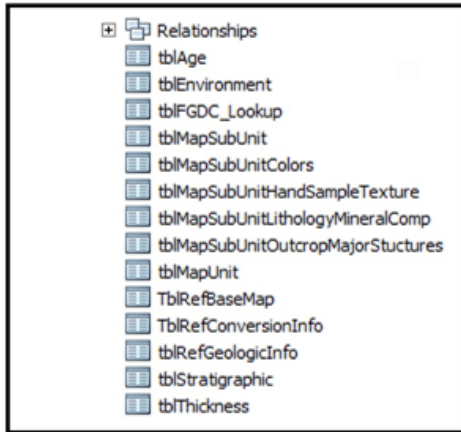 Relationships
tblAge
tblEnvironment
tblFGDC_Lookup
tblMapSubUnit
tblMapSubUnitColors
tblMapSubUnitHandSampleTexture
tblMapSubUnitLithologyMineralComp
tblMapSubUnitOutcropMajorStuctures
tblMapUnit
TblRefBaseMap
TblRefConversionInfo
tblRefGeologicInfo
tblStratigraphic
tblThickness